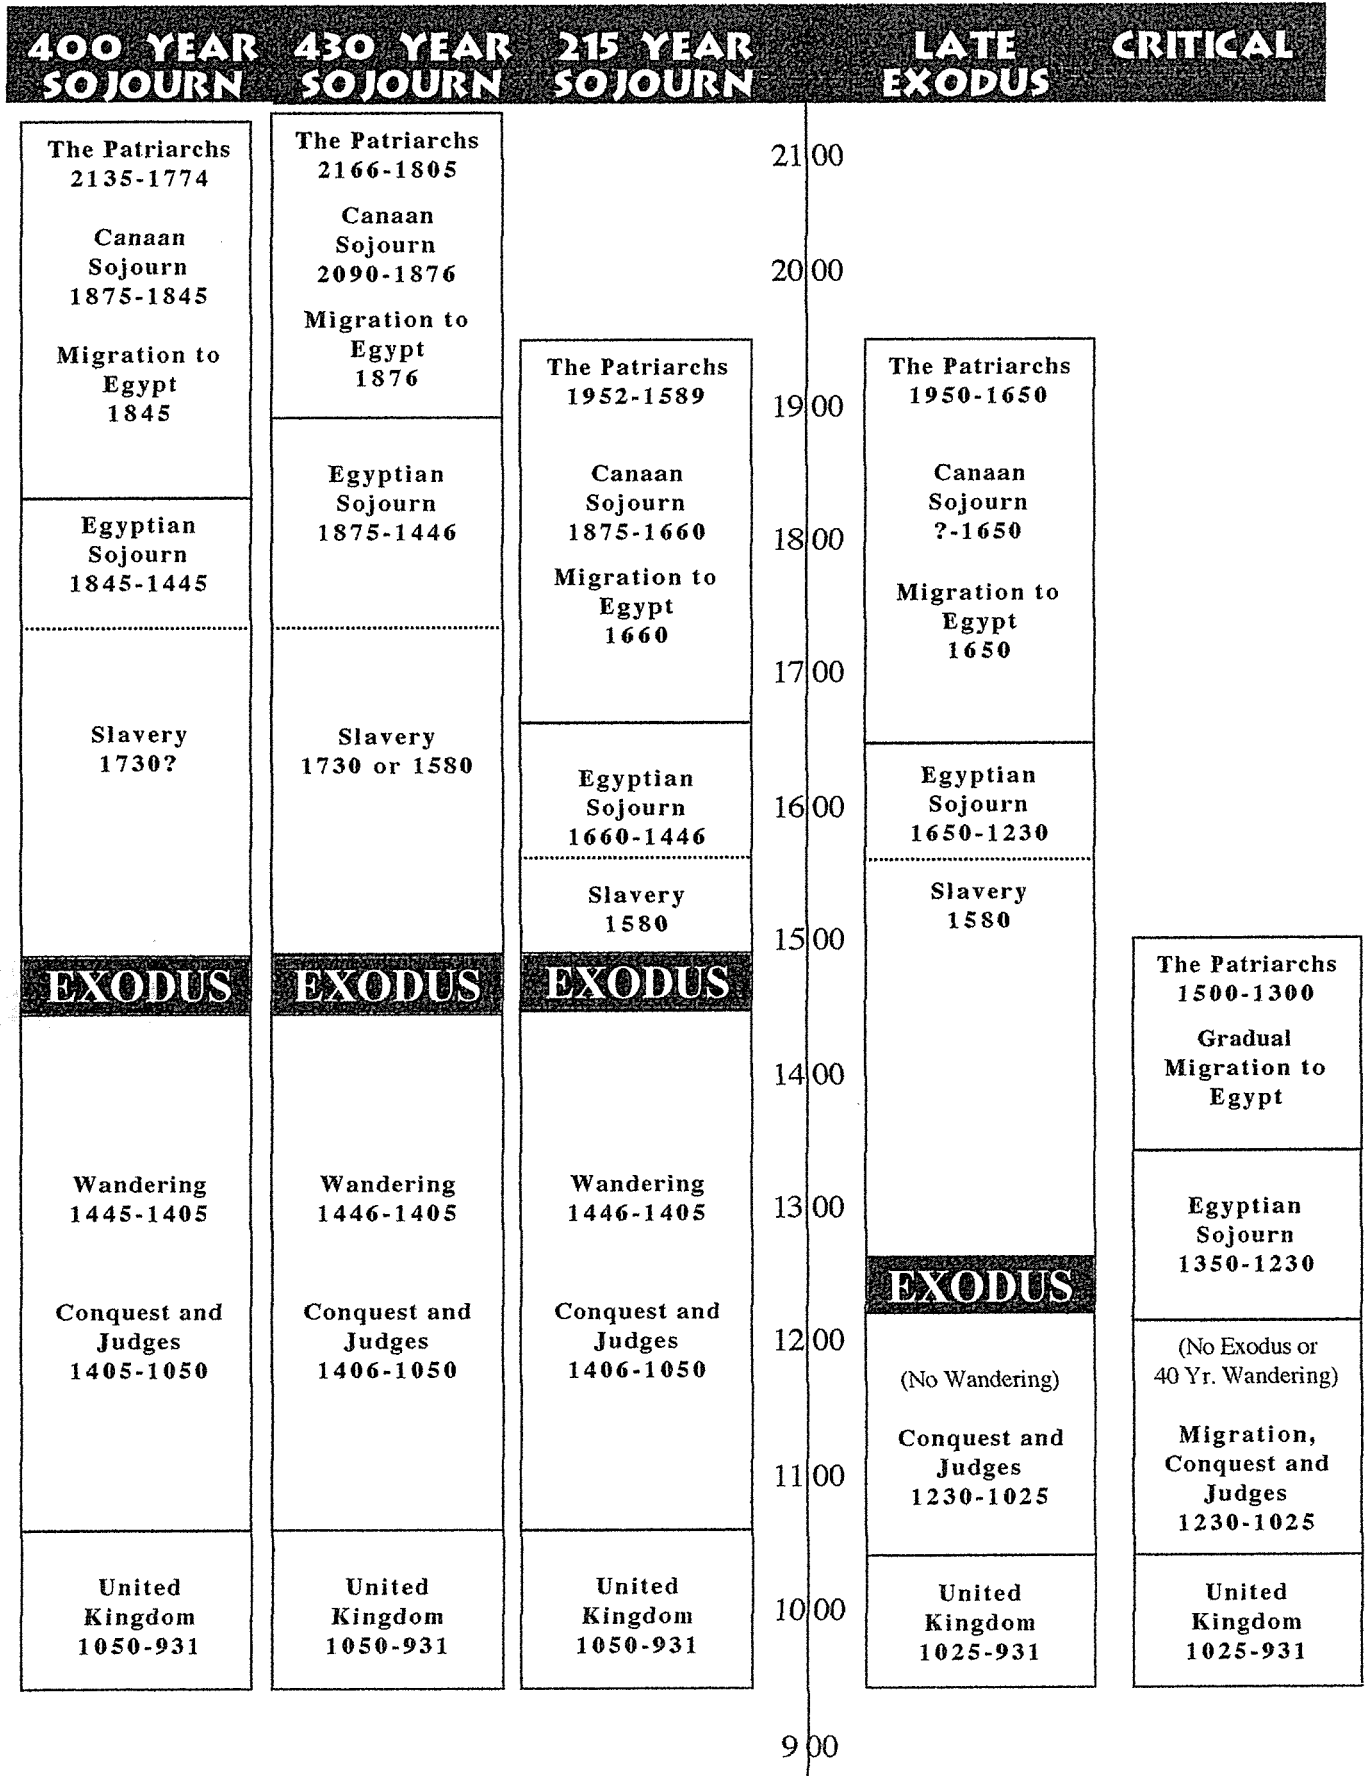 400 YEAR
SOJOURN
430 YEAR
SOJOURN
215 YEAR
SOJOURN
LATE
EXODUS
CRITICAL
The Patriarchs
2135-1774
Canaan
Sojourn
1875-1845
Migration to
Egypt
1845
Egyptian
Sojourn
1845-1445
Slavery
1730?
EXODUS
Wandering
1445-1405
Conquest and
Judges
1405-1050
United
Kingdom
1050-931
The Patriarchs
2166-1805
Canaan
Sojourn
2090-1876
Migration to
Egypt
1876
Egyptian
Sojourn
1875-1446
Slavery
1730 or 1580
EXODUS
Wandering
1446-1405
Conquest and
Judges
1406-1050
United
Kingdom
1050-931
The Patriarchs
1952-1589
Canaan
Sojourn
1875-1660
Migration to
Egypt
1660
Egyptian
Sojourn
1660-1446
Slavery
1580
EXODUS
Wandering
1446-1405
Conquest and
Judges
1406-1050
United
Kingdom
1050-931
2100
2000
1900
1800
1700
1600
1500
1400
1300
1200
1100
1000
900
The Patriarchs
1950-1650
Canaan
Sojourn
?-1650
Migration to
Egypt
1650
Egyptian
Sojourn
1650-1230
Slavery
1580
EXODUS
(No Wandering)
Conquest and
Judges
1230-1025
United
Kingdom
1025-931
The Patriarchs
1500-1300
Gradual
Migration to
Egypt
Egyptian
Sojourn
1350-1230
(No Exodus or
40 Yr. Wandering)
Migration,
Conquest and
Judges
1230-1025
United
Kingdom
1025-931